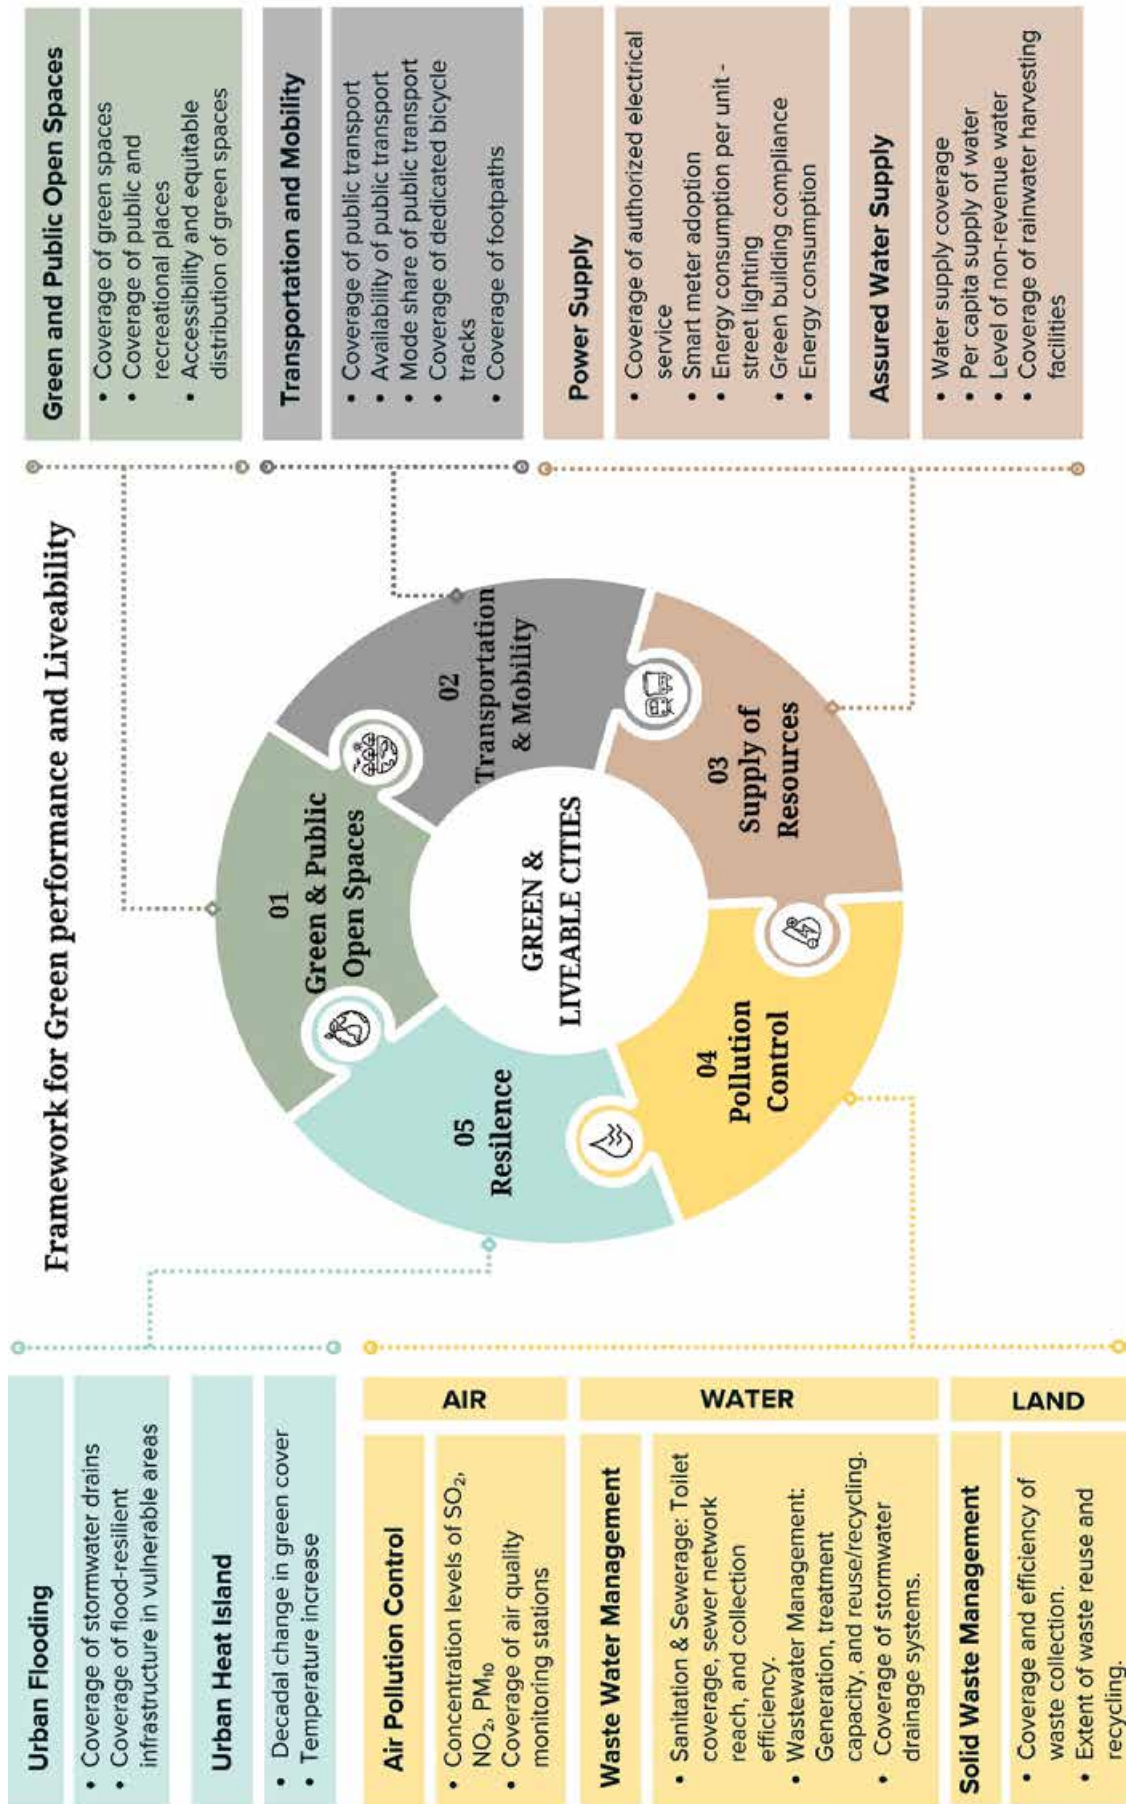 Framework for Green performance and Liveability
Urban Flooding
• Coverage of stormwater drains
• Coverage of flood-resilient
infrastructure in vulnerable areas
Urban Heat Island
• Decadal change in green cover
• Temperature increase
Air Pollution Control
• Concentration levels of SO₂,
NO₂, PM₁₀
• Coverage of air quality
monitoring stations
AIR
Waste Water Management
• Sanitation & Sewerage: Toilet
coverage, sewer network
reach, and collection
efficiency.
• Wastewater Management:
Generation, treatment
capacity, and reuse/recycling.
• Coverage of stormwater
drainage systems.
WATER
Solid Waste Management
• Coverage and efficiency of
waste collection.
• Extent of waste reuse and
recycling.
LAND
01
Green & Public
Open Spaces
02
Transportation
& Mobility
03
Supply of
Resources
04
Pollution
Control
05
Resilence
GREEN &
LIVEABLE CITIES
Green and Public Open Spaces
• Coverage of green spaces
• Coverage of public and
recreational places
• Accessibility and equitable
distribution of green spaces
Transportation and Mobility
• Coverage of public transport
• Availability of public transport
• Mode share of public transport
• Coverage of dedicated bicycle
tracks
• Coverage of footpaths
Power Supply
• Coverage of authorized electrical
service
• Smart meter adoption
• Energy consumption per unit -
street lighting
• Green building compliance
• Energy consumption
Assured Water Supply
• Water supply coverage
• Per capita supply of water
• Level of non-revenue water
• Coverage of rainwater harvesting
facilities